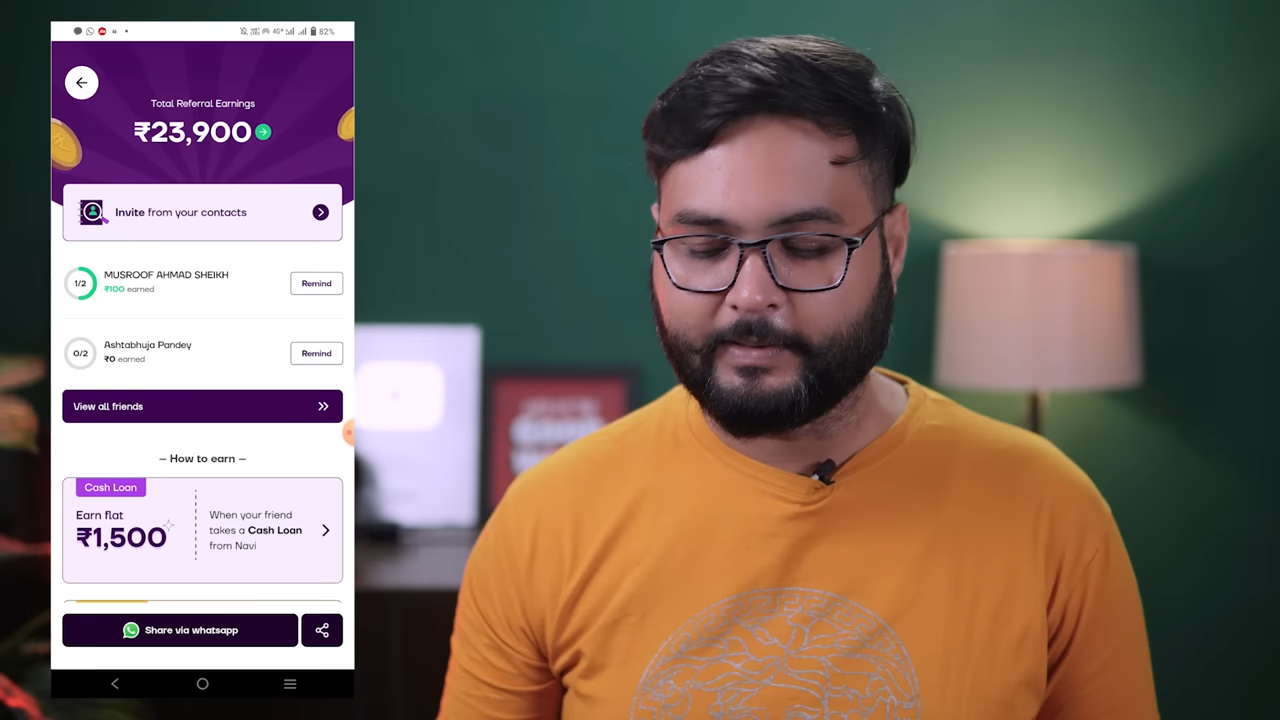 82%
Total Referral Earnings
₹23,900
Invite from your contacts
1/2
MUSROOF AHMAD SHEIKH
₹100 earned
Remind
0/2
Ashtabhuja Pandey
₹0 earned
Remind
View all friends
– How to earn –
Cash Loan
Earn flat
₹1,500
When your friend
takes a Cash Loan
from Navi
Share via whatsapp